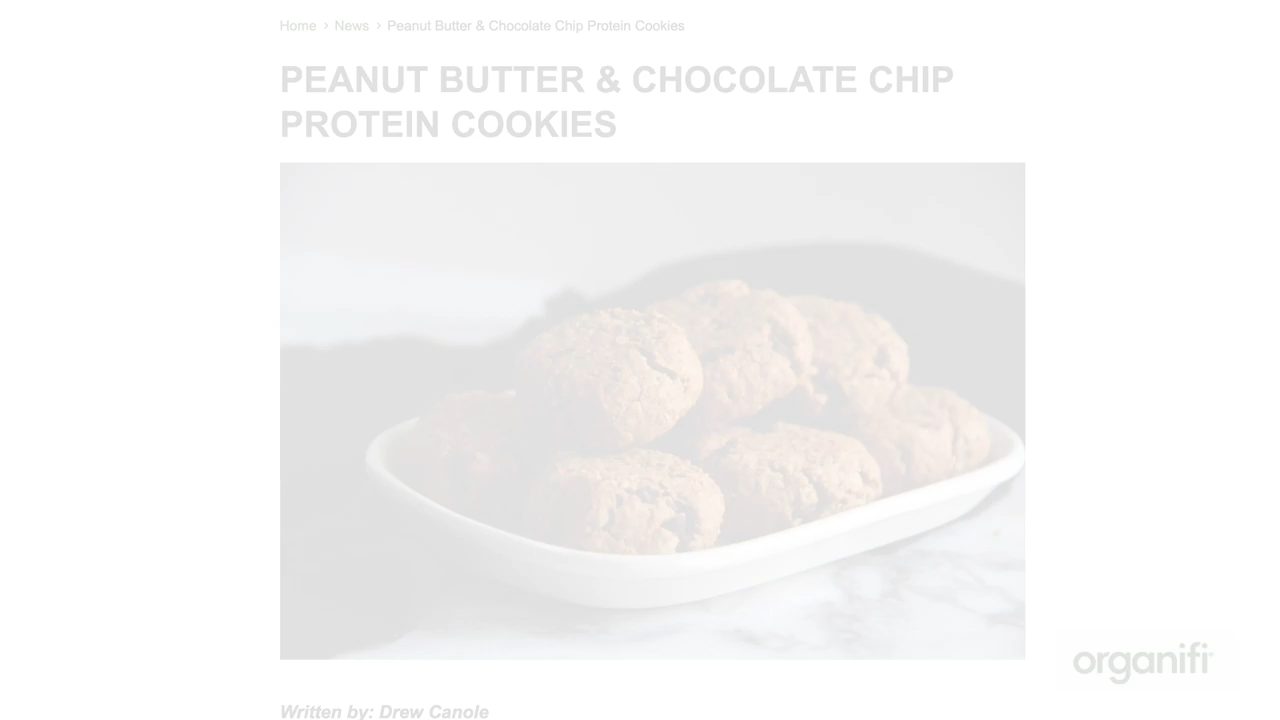 Home > News > Peanut Butter & Chocolate Chip Protein Cookies
PEANUT BUTTER & CHOCOLATE CHIP
PROTEIN COOKIES
organifi
Written by: Drew Canole